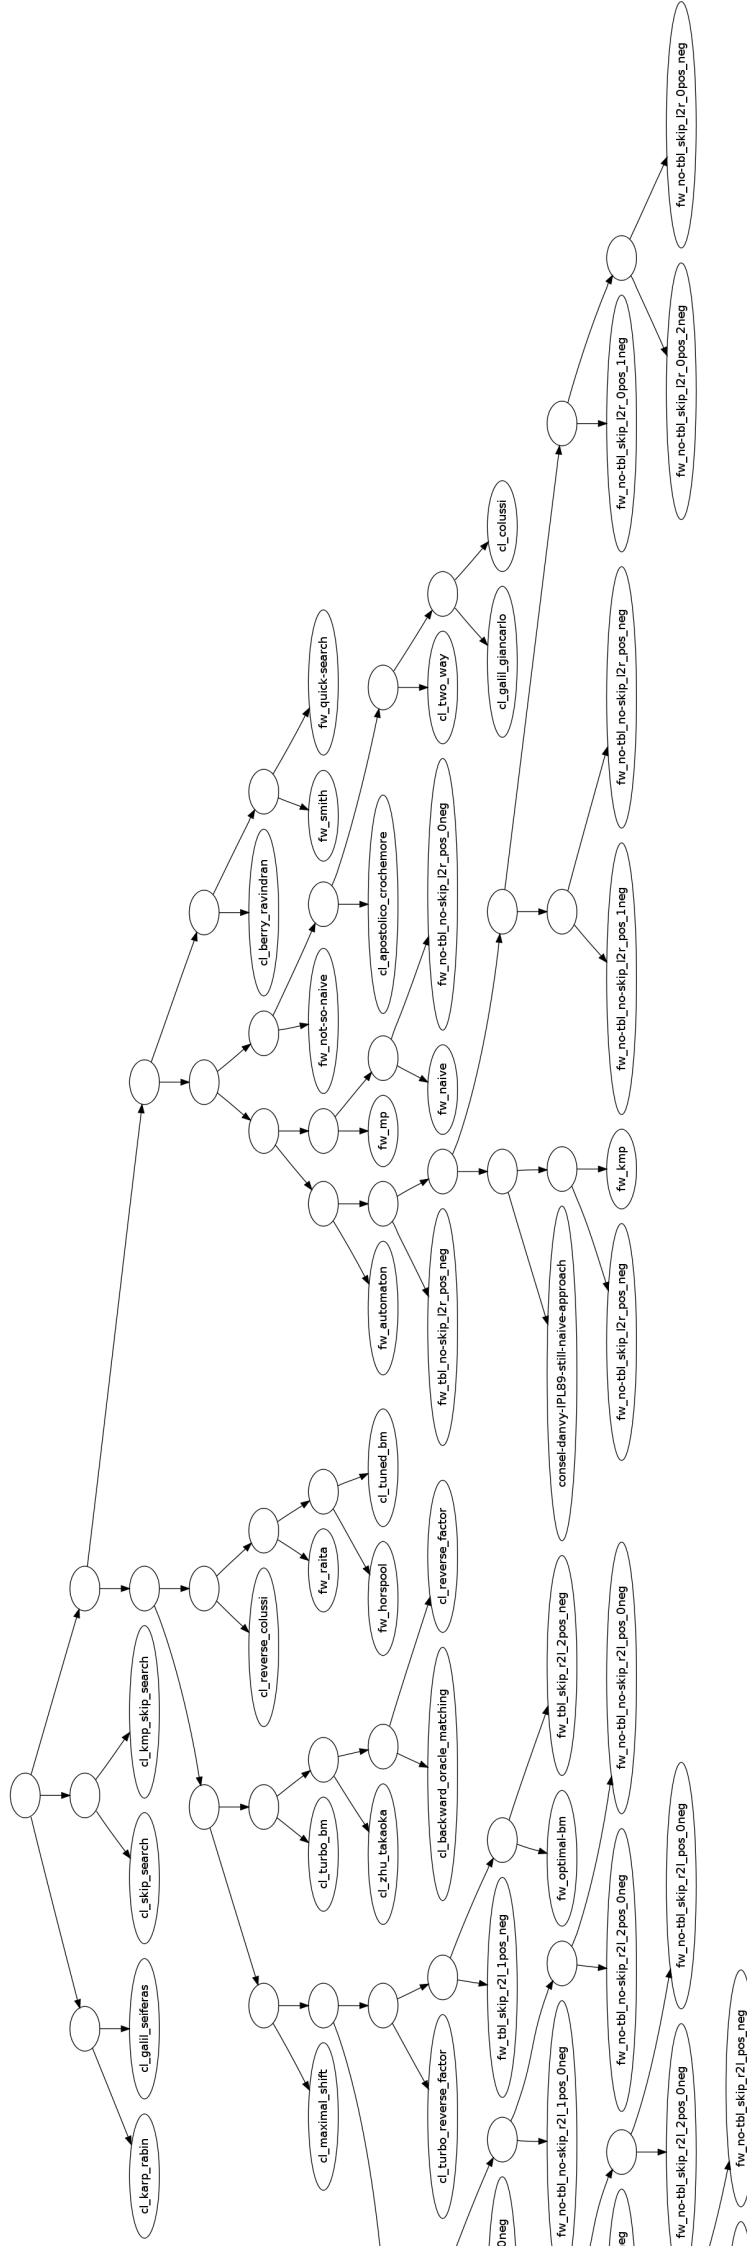 fw_no-tbl_skip_l2r_0pos_neg
fw_no-tbl_skip_l2r_0pos_2neg
fw_no-tbl_skip_l2r_0pos_1neg
cl_colussi
cl_galil_giancarlo
cl_two_way
fw_quick-search
fw_smith
cl_berry_ravindran
cl_apostolico_crochemore
fw_not-so-naive
fw_no-tbl_no-skip_l2r_pos_neg
fw_no-tbl_no-skip_l2r_pos_1neg
fw_no-tbl_no-skip_l2r_pos_0neg
fw_naive
fw_mp
fw_kmp
fw_no-tbl_skip_l2r_pos_neg
consel-danvy-IPL89-still-naive-approach
fw_tbl_no-skip_l2r_pos_neg
fw_automaton
cl_tuned_bm
fw_horspool
fw_raita
cl_reverse_colussi
cl_reverse_factor
cl_backward_oracle_matching
cl_zhu_takaoka
cl_turbo_bm
cl_kmp_skip_search
cl_skip_search
cl_galil_seiferas
cl_karp_rabin
cl_maximal_shift
cl_turbo_reverse_factor
fw_tbl_skip_r2l_2pos_neg
fw_optimal-bm
fw_tbl_skip_r2l_1pos_neg
fw_no-tbl_no-skip_r2l_pos_0neg
fw_no-tbl_no-skip_r2l_2pos_0neg
fw_no-tbl_no-skip_r2l_1pos_0neg
fw_no-tbl_skip_r2l_pos_0neg
fw_no-tbl_skip_r2l_2pos_0neg
fw_no-tbl_skip_r2l_pos_neg
0neg
eg